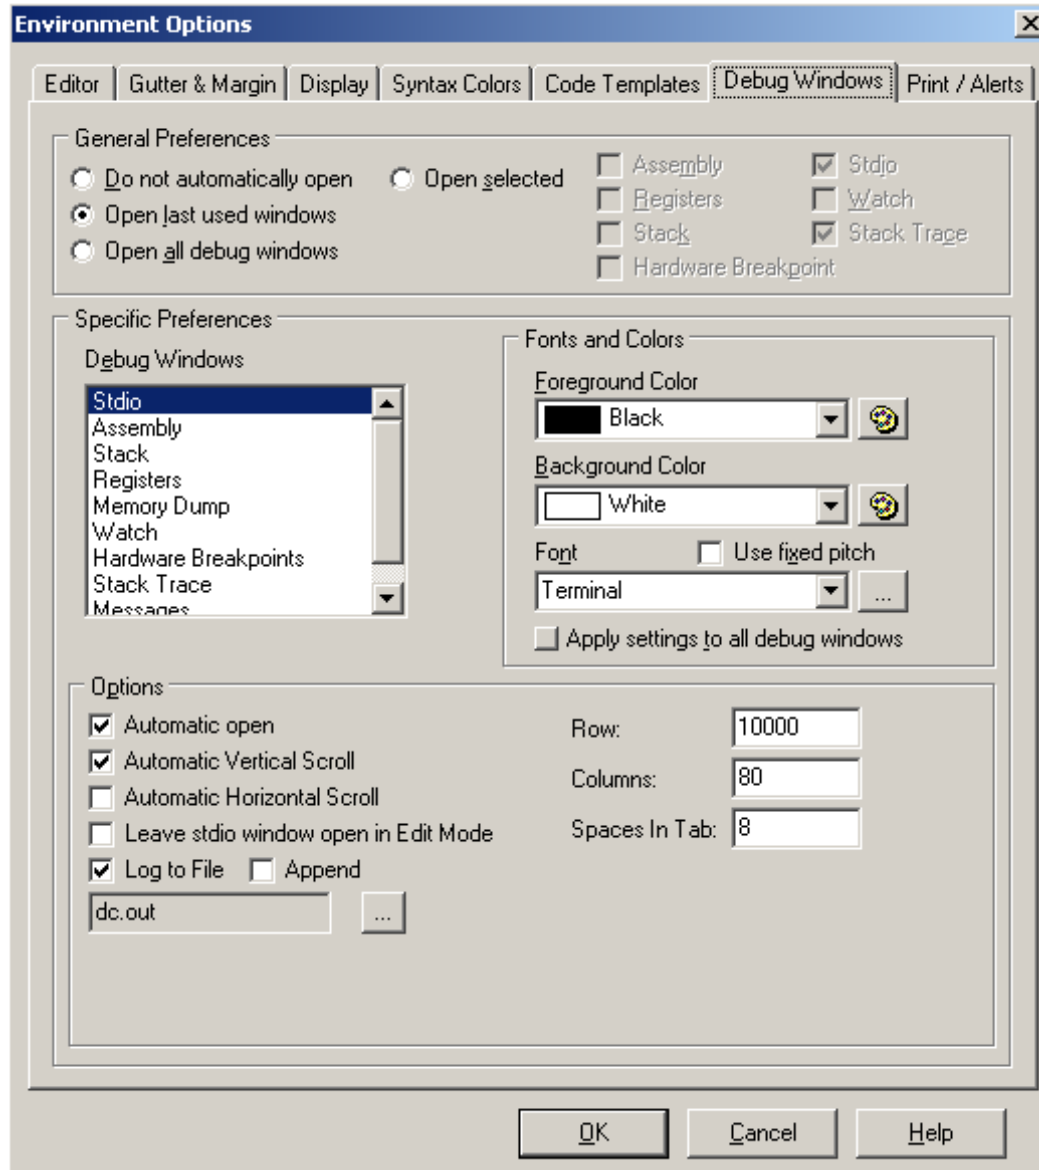 Environment Options
Editor Gutter & Margin Display Syntax Colors Code Templates Debug Windows Print / Alerts
General Preferences
Do not automatically open Open selected Assembly Stdio
Open last used windows Registers Watch
Open all debug windows Stack Stack Trace
Hardware Breakpoint
Specific Preferences
Debug Windows
Stdio
Assembly
Stack
Registers
Memory Dump
Watch
Hardware Breakpoints
Stack Trace
Messages
Fonts and Colors
Foreground Color
Black
Background Color
White
Font Use fixed pitch
Terminal ...
Apply settings to all debug windows
Options
Automatic open
Automatic Vertical Scroll
Automatic Horizontal Scroll
Leave stdio window open in Edit Mode
Log to File Append
dc.out ...
Row: 10000
Columns: 80
Spaces In Tab: 8
OK Cancel Help